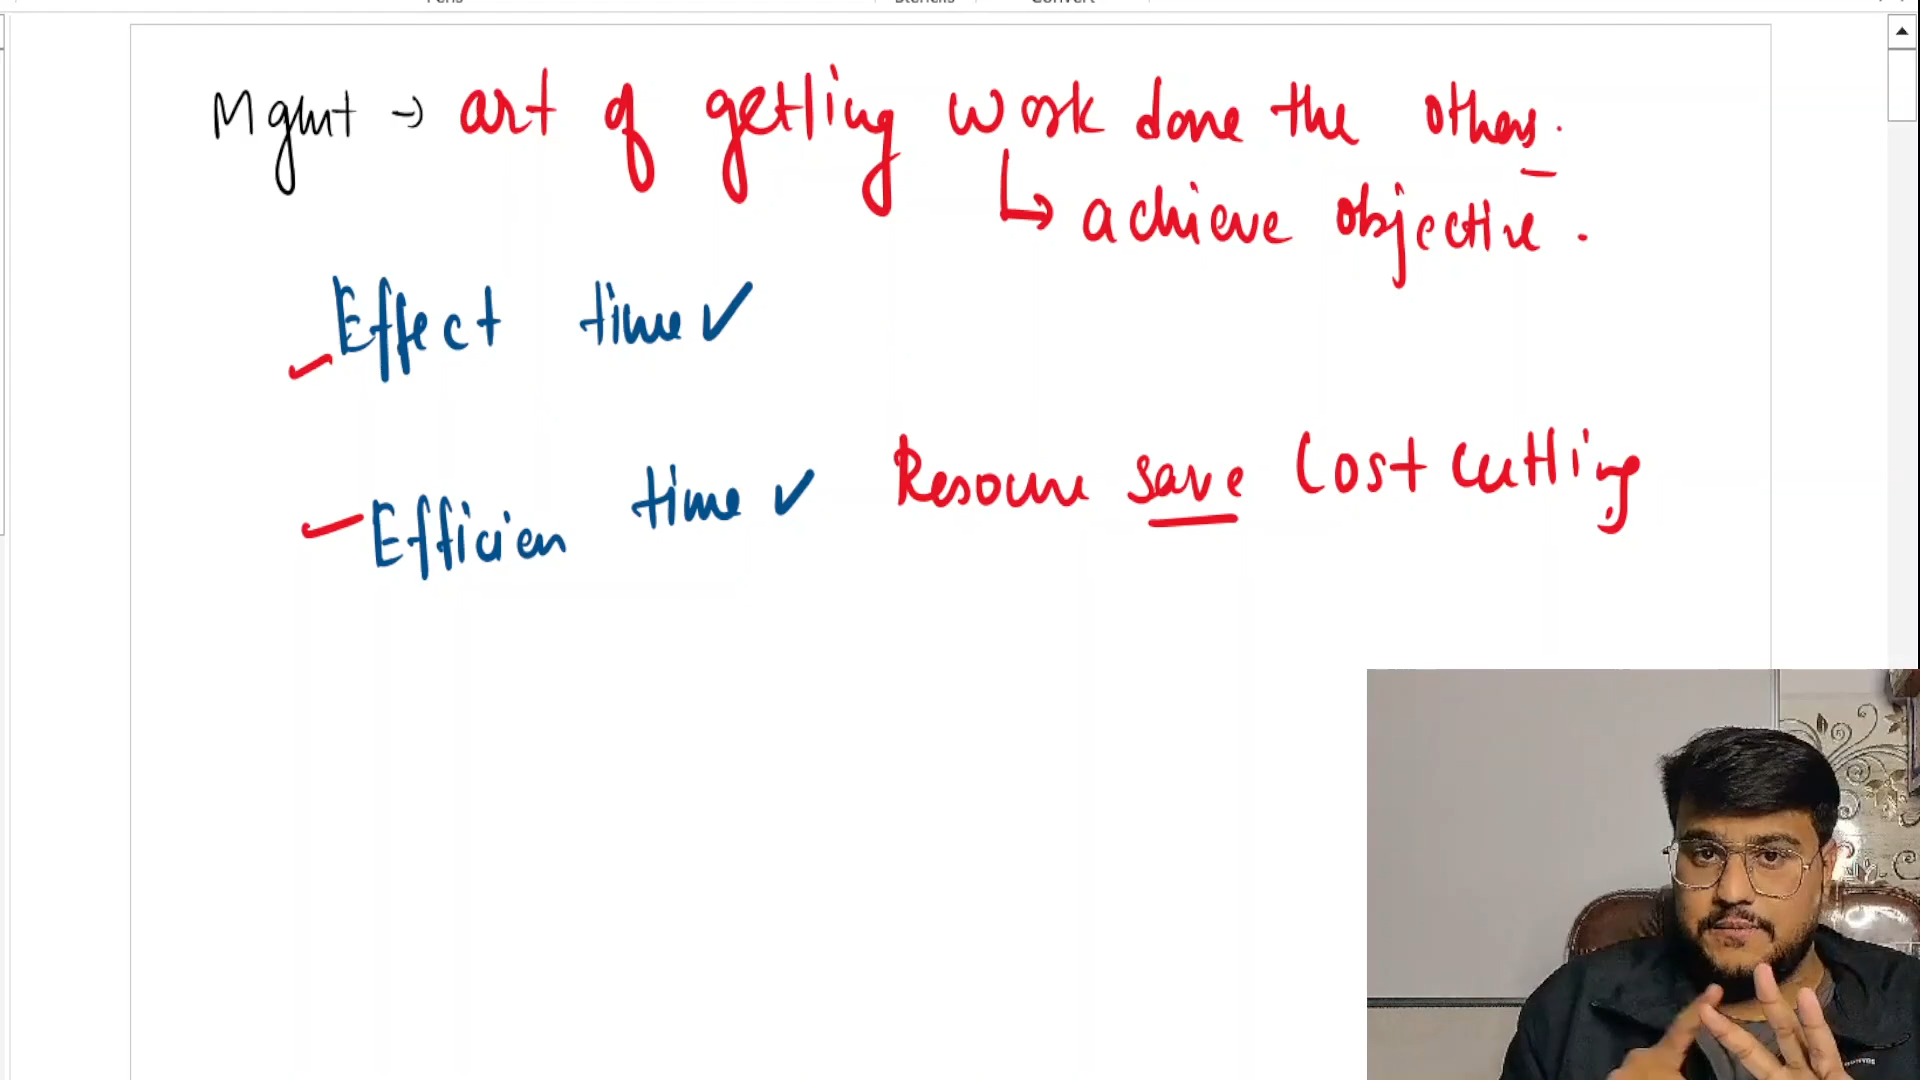 Mgmt → art of getting work done the others.
↳ achieve objective.
Effect time ✓
Efficien time ✓ Resource save Cost cutting